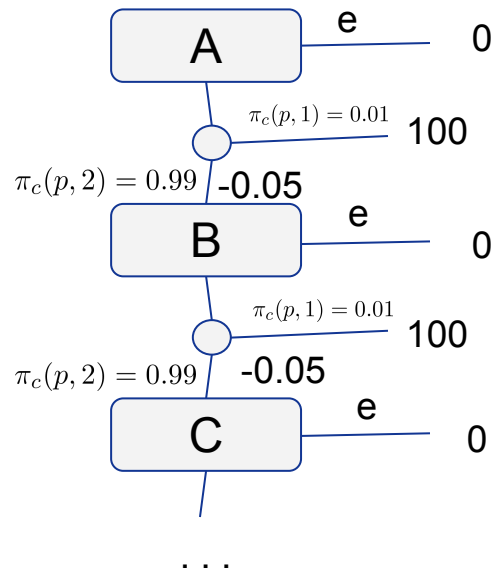 A
e
0
π_c(p, 1) = 0.01
100
π_c(p, 2) = 0.99
-0.05
B
e
0
π_c(p, 1) = 0.01
100
π_c(p, 2) = 0.99
-0.05
C
e
0
...